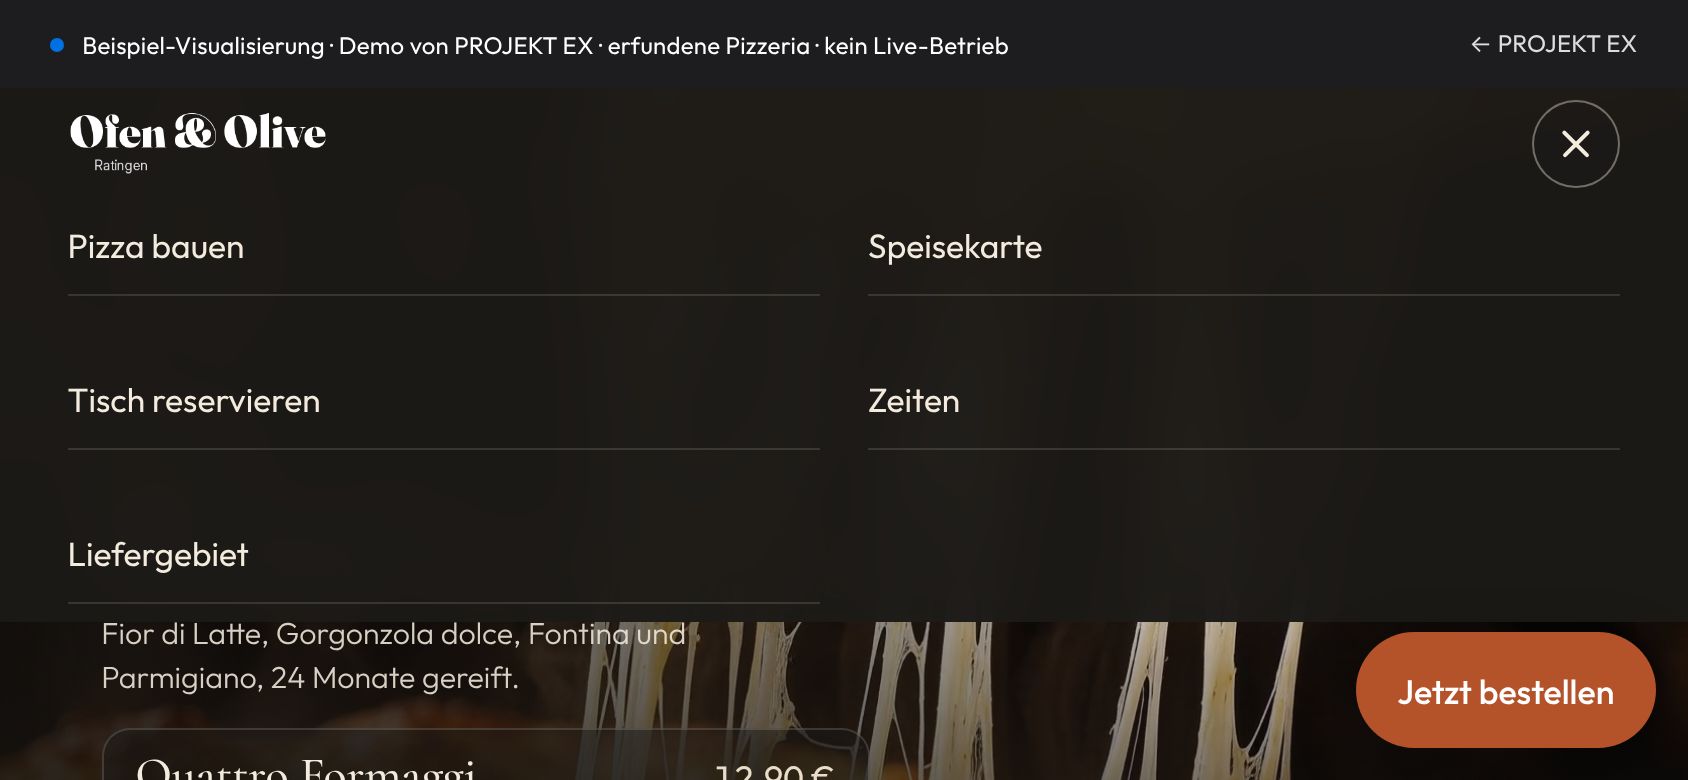 Beispiel-Visualisierung · Demo von PROJEKT EX · erfundene Pizzeria · kein Live-Betrieb
← PROJEKT EX
Ofen & Olive
Ratingen
Pizza bauen
Speisekarte
Tisch reservieren
Zeiten
Liefergebiet
Fior di Latte, Gorgonzola dolce, Fontina und
Parmigiano, 24 Monate gereift.
Jetzt bestellen
Quattro Formaggi
12,90 €